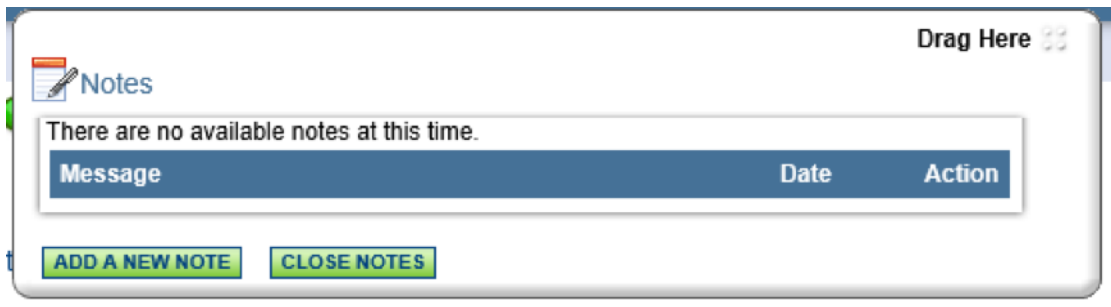 Drag Here
Notes
There are no available notes at this time.
Message Date Action
ADD A NEW NOTE CLOSE NOTES